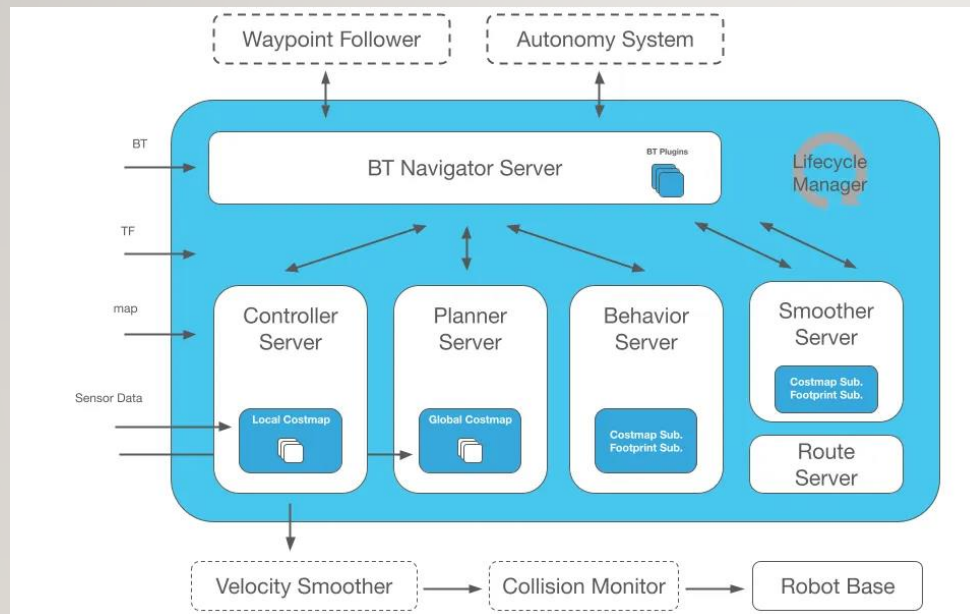 Waypoint Follower
Autonomy System
BT
BT Navigator Server
BT Plugins
Lifecycle
Manager
TF
map
Sensor Data
Controller
Server
Local Costmap
Planner
Server
Global Costmap
Behavior
Server
Costmap Sub.
Footprint Sub.
Smoother
Server
Costmap Sub.
Footprint Sub.
Route
Server
Velocity Smoother
Collision Monitor
Robot Base